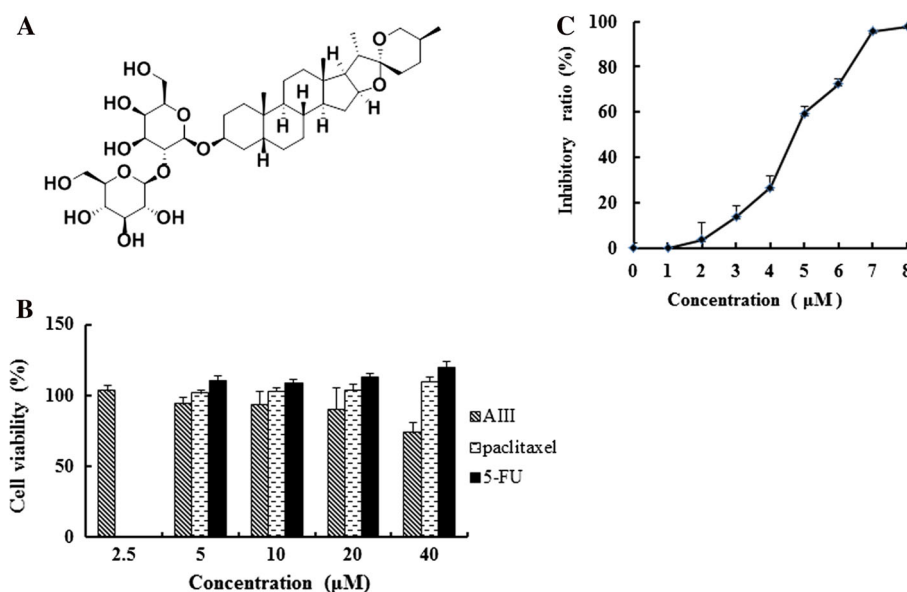 A
HO
HO
HO
HO
O
O
O
O
HO
HO
OH
OH
O
O
O
H
H
H
H
H
H
B
Cell viability (%)
150
100
50
0
2.5 5 10 20 40
Concentration (µM)
AIII
paclitaxel
5-FU
C
Inhibitory ratio (%)
100
80
60
40
20
0
0 1 2 3 4 5 6 7 8
Concentration ( µM )